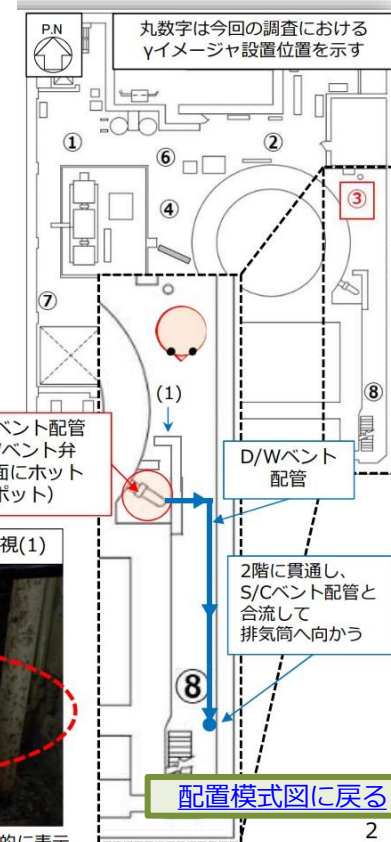 P.N
丸数字は今回の調査における
γイメージャ設置位置を示す
①
②
⑥
③
④
⑦
⑧
(1)
ベント配管
ベント弁
面にホット
ポット）
D/Wベント
配管
視(1)
2階に貫通し、
S/Cベント配管と
合流して
排気筒へ向かう
⑧
配置模式図に戻る
的に表示
2